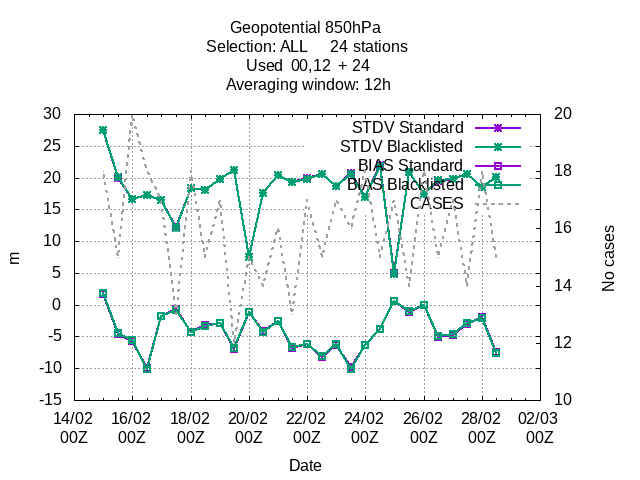 Geopotential 850hPa
Selection: ALL 24 stations
Used 00,12 + 24
Averaging window: 12h
STDV Standard
STDV Blacklisted
BIAS Standard
BIAS Blacklisted
CASES
30
25
20
15
10
5
0
-5
-10
-15
m
20
18
16
14
12
10
No cases
14/02 16/02 18/02 20/02 22/02 24/02 26/02 28/02 02/03
00Z 00Z 00Z 00Z 00Z 00Z 00Z 00Z 00Z
Date